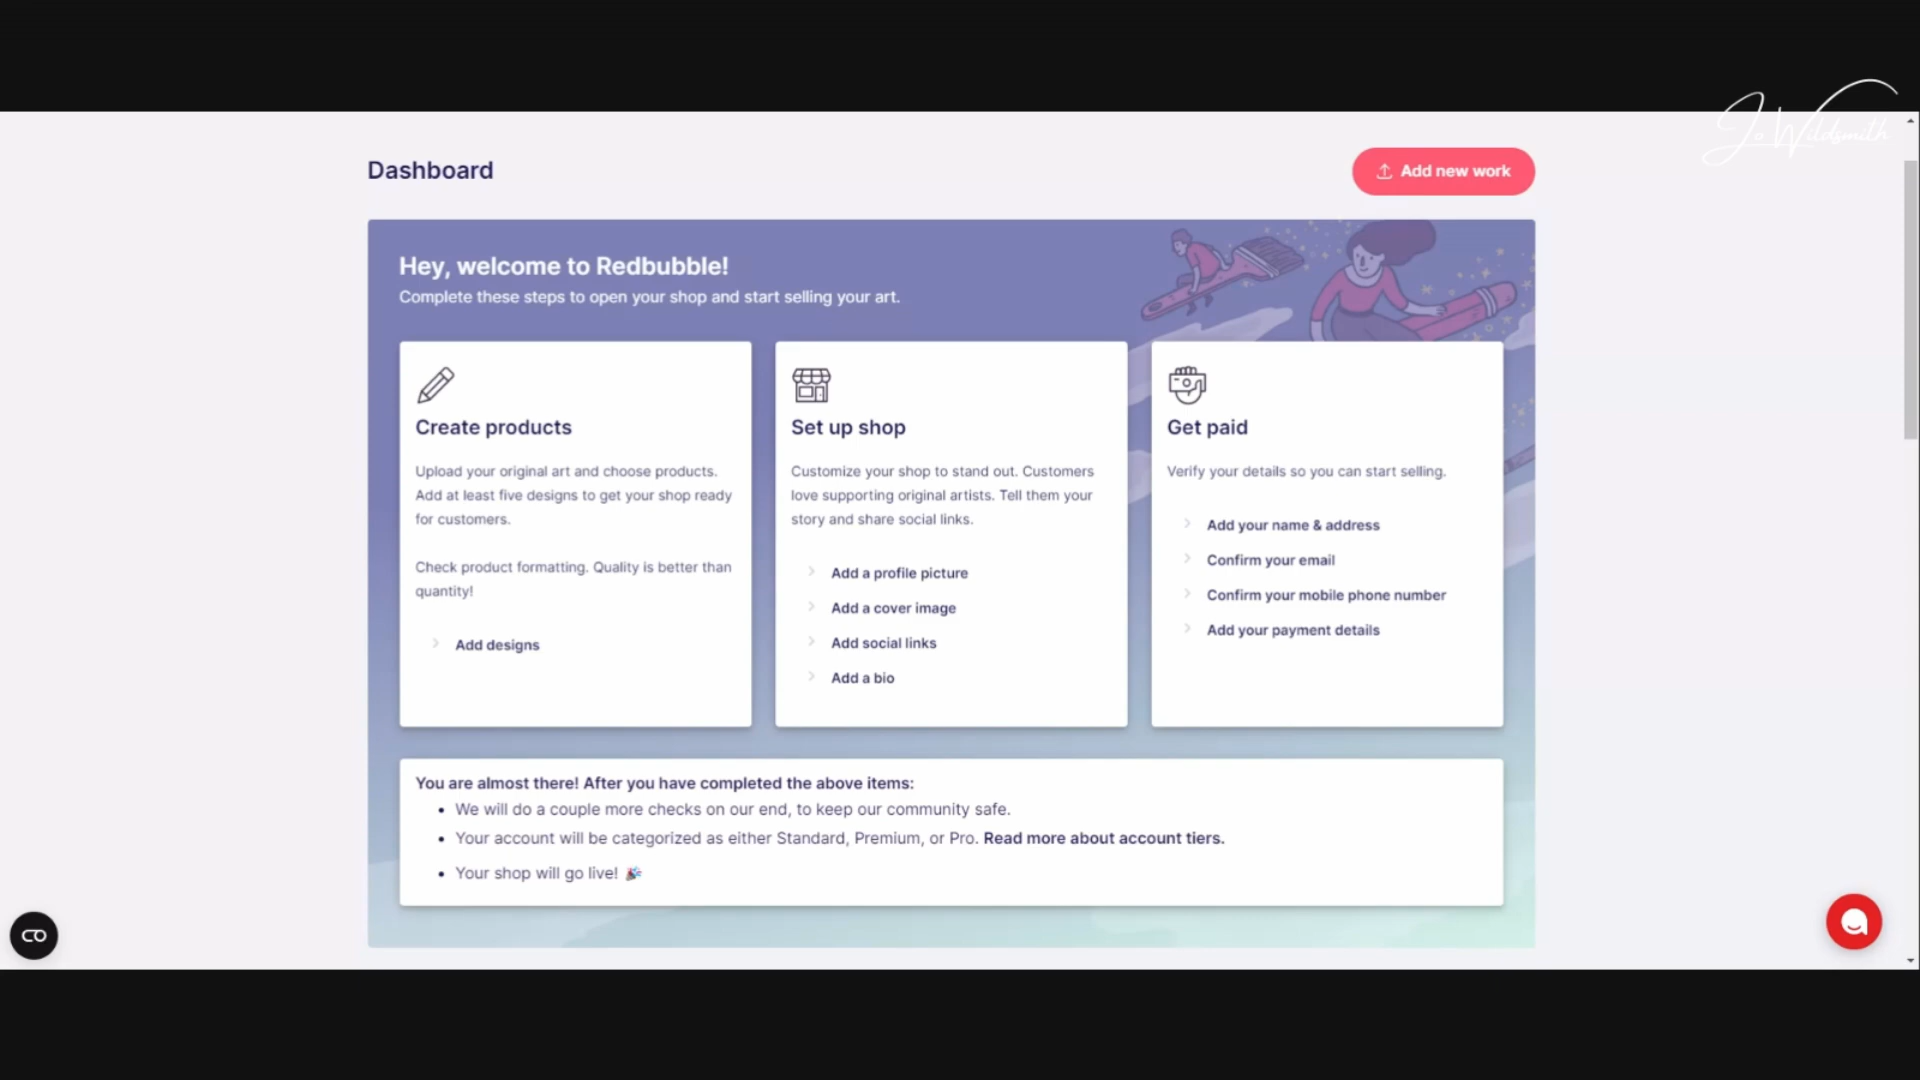 Jo Wildsmith
Dashboard
Add new work
Hey, welcome to Redbubble!
Complete these steps to open your shop and start selling your art.
Create products
Upload your original art and choose products.
Add at least five designs to get your shop ready
for customers.
Check product formatting. Quality is better than
quantity!
Add designs
Set up shop
Customize your shop to stand out. Customers
love supporting original artists. Tell them your
story and share social links.
Add a profile picture
Add a cover image
Add social links
Add a bio
Get paid
Verify your details so you can start selling.
Add your name & address
Confirm your email
Confirm your mobile phone number
Add your payment details
You are almost there! After you have completed the above items:
• We will do a couple more checks on our end, to keep our community safe.
• Your account will be categorized as either Standard, Premium, or Pro. Read more about account tiers.
• Your shop will go live! 🎉